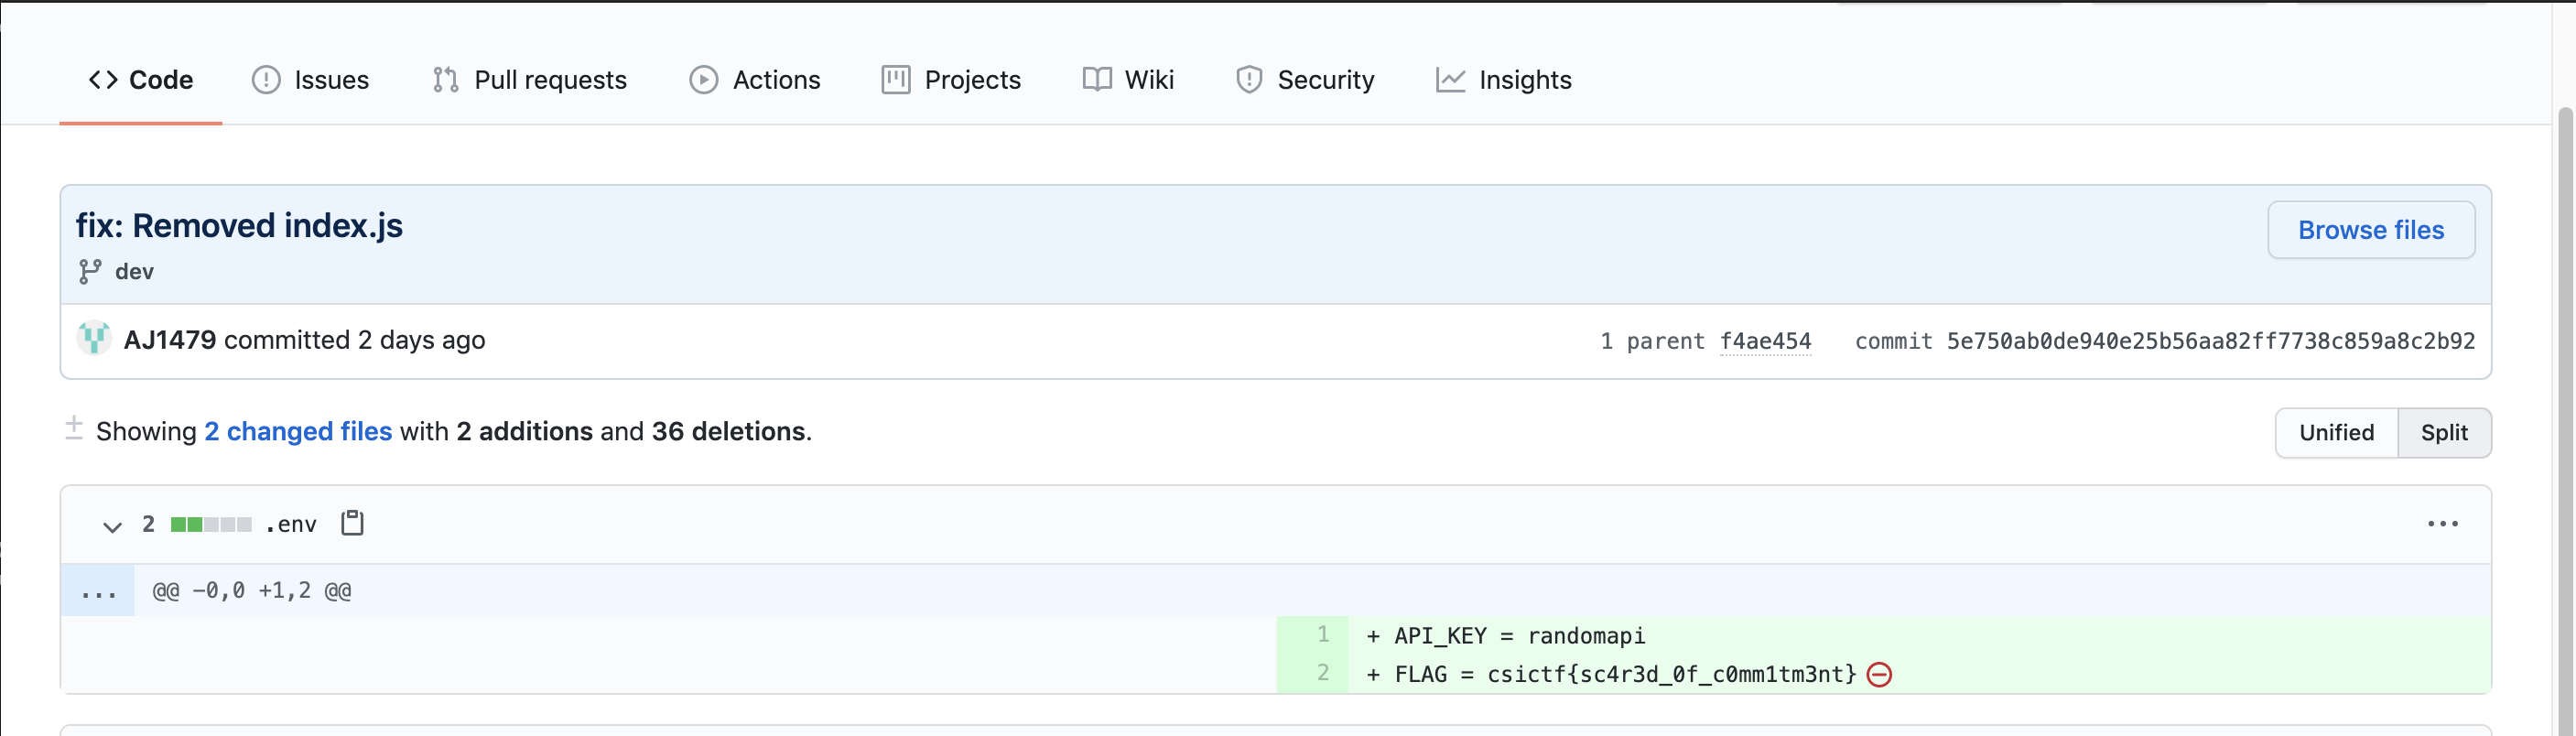 Code Issues Pull requests Actions Projects Wiki Security Insights
fix: Removed index.js
Browse files
dev
AJ1479 committed 2 days ago 1 parent f4ae454 commit 5e750ab0de940e25b56aa82ff7738c859a8c2b92
Showing 2 changed files with 2 additions and 36 deletions.
Unified Split
2 .env ...
... @@ -0,0 +1,2 @@
1 + API_KEY = randomapi
2 + FLAG = csictf{sc4r3d_0f_c0mm1tm3nt}